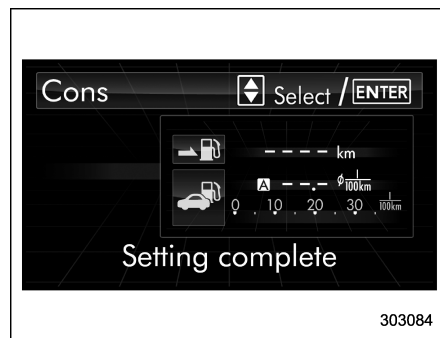 Cons Select / ENTER
---- km
A --.- ø l/100km
0 . 10 . 20 . 30 . l/100km
Setting complete
303084